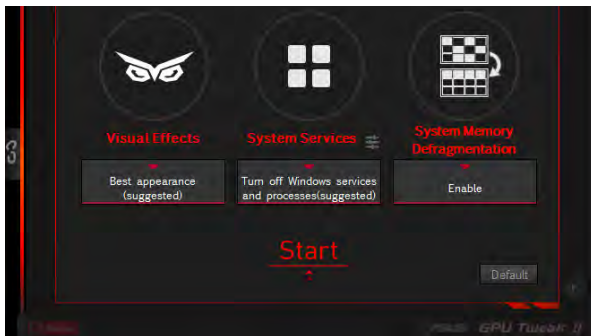 Visual Effects
System Services
System Memory
Defragmentation
Best appearance
(suggested)
Turn off Windows services
and processes(suggested)
Enable
Start
Default
GPU Tweak II